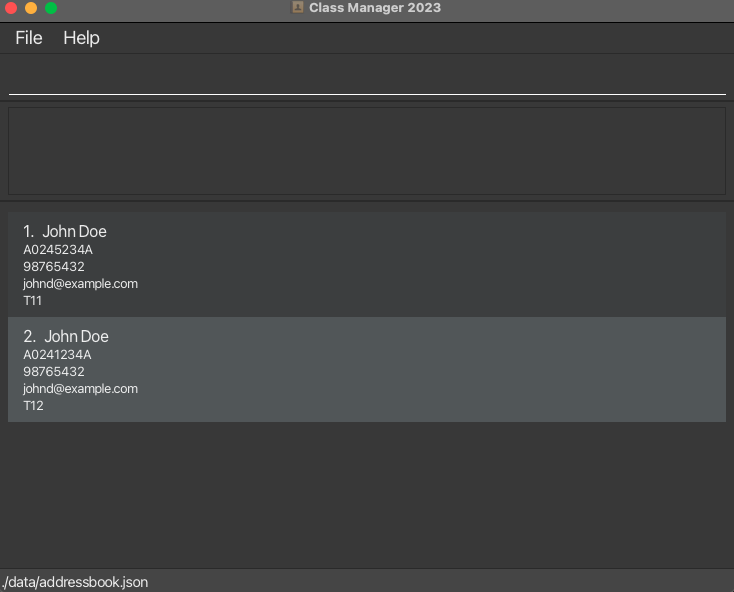 Class Manager 2023
File Help
1. John Doe
A0245234A
98765432
johnd@example.com
T11
2. John Doe
A0241234A
98765432
johnd@example.com
T12
./data/addressbook.json